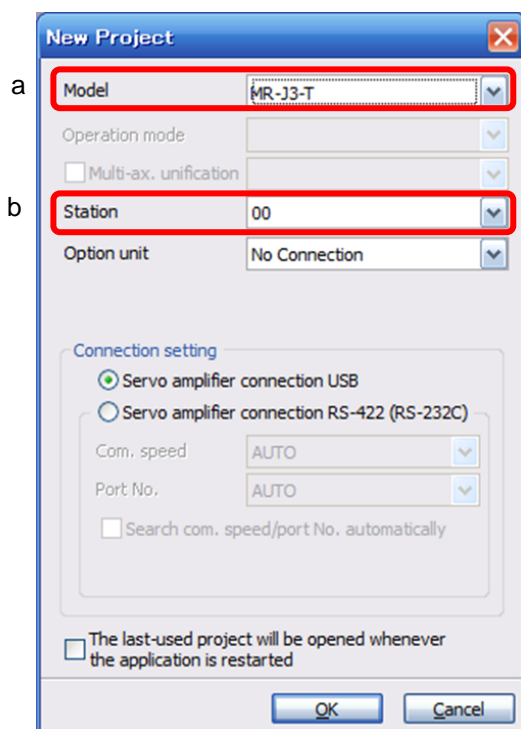 New Project
a
Model MR-J3-T
Operation mode
Multi-ax. unification
b
Station 00
Option unit No Connection
Connection setting
Servo amplifier connection USB
Servo amplifier connection RS-422 (RS-232C)
Com. speed AUTO
Port No. AUTO
Search com. speed/port No. automatically
The last-used project will be opened whenever
the application is restarted
OK Cancel